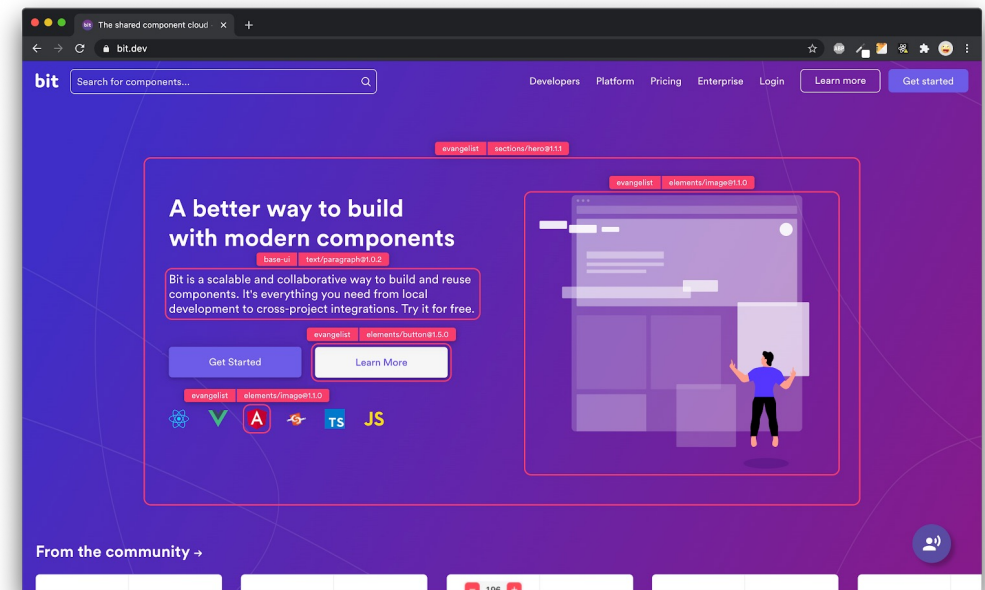 The shared component cloud
bit.dev
bit
Search for components...
Developers Platform Pricing Enterprise Login Learn more Get started
evangelist sections/hero@1.1.1
evangelist elements/image@1.1.0
A better way to build
with modern components
base-ui text/paragraph@1.0.2
Bit is a scalable and collaborative way to build and reuse
components. It's everything you need from local
development to cross-project integrations. Try it for free.
evangelist elements/button@1.5.0
Get Started Learn More
evangelist elements/image@1.1.0
A TS JS
From the community →
196